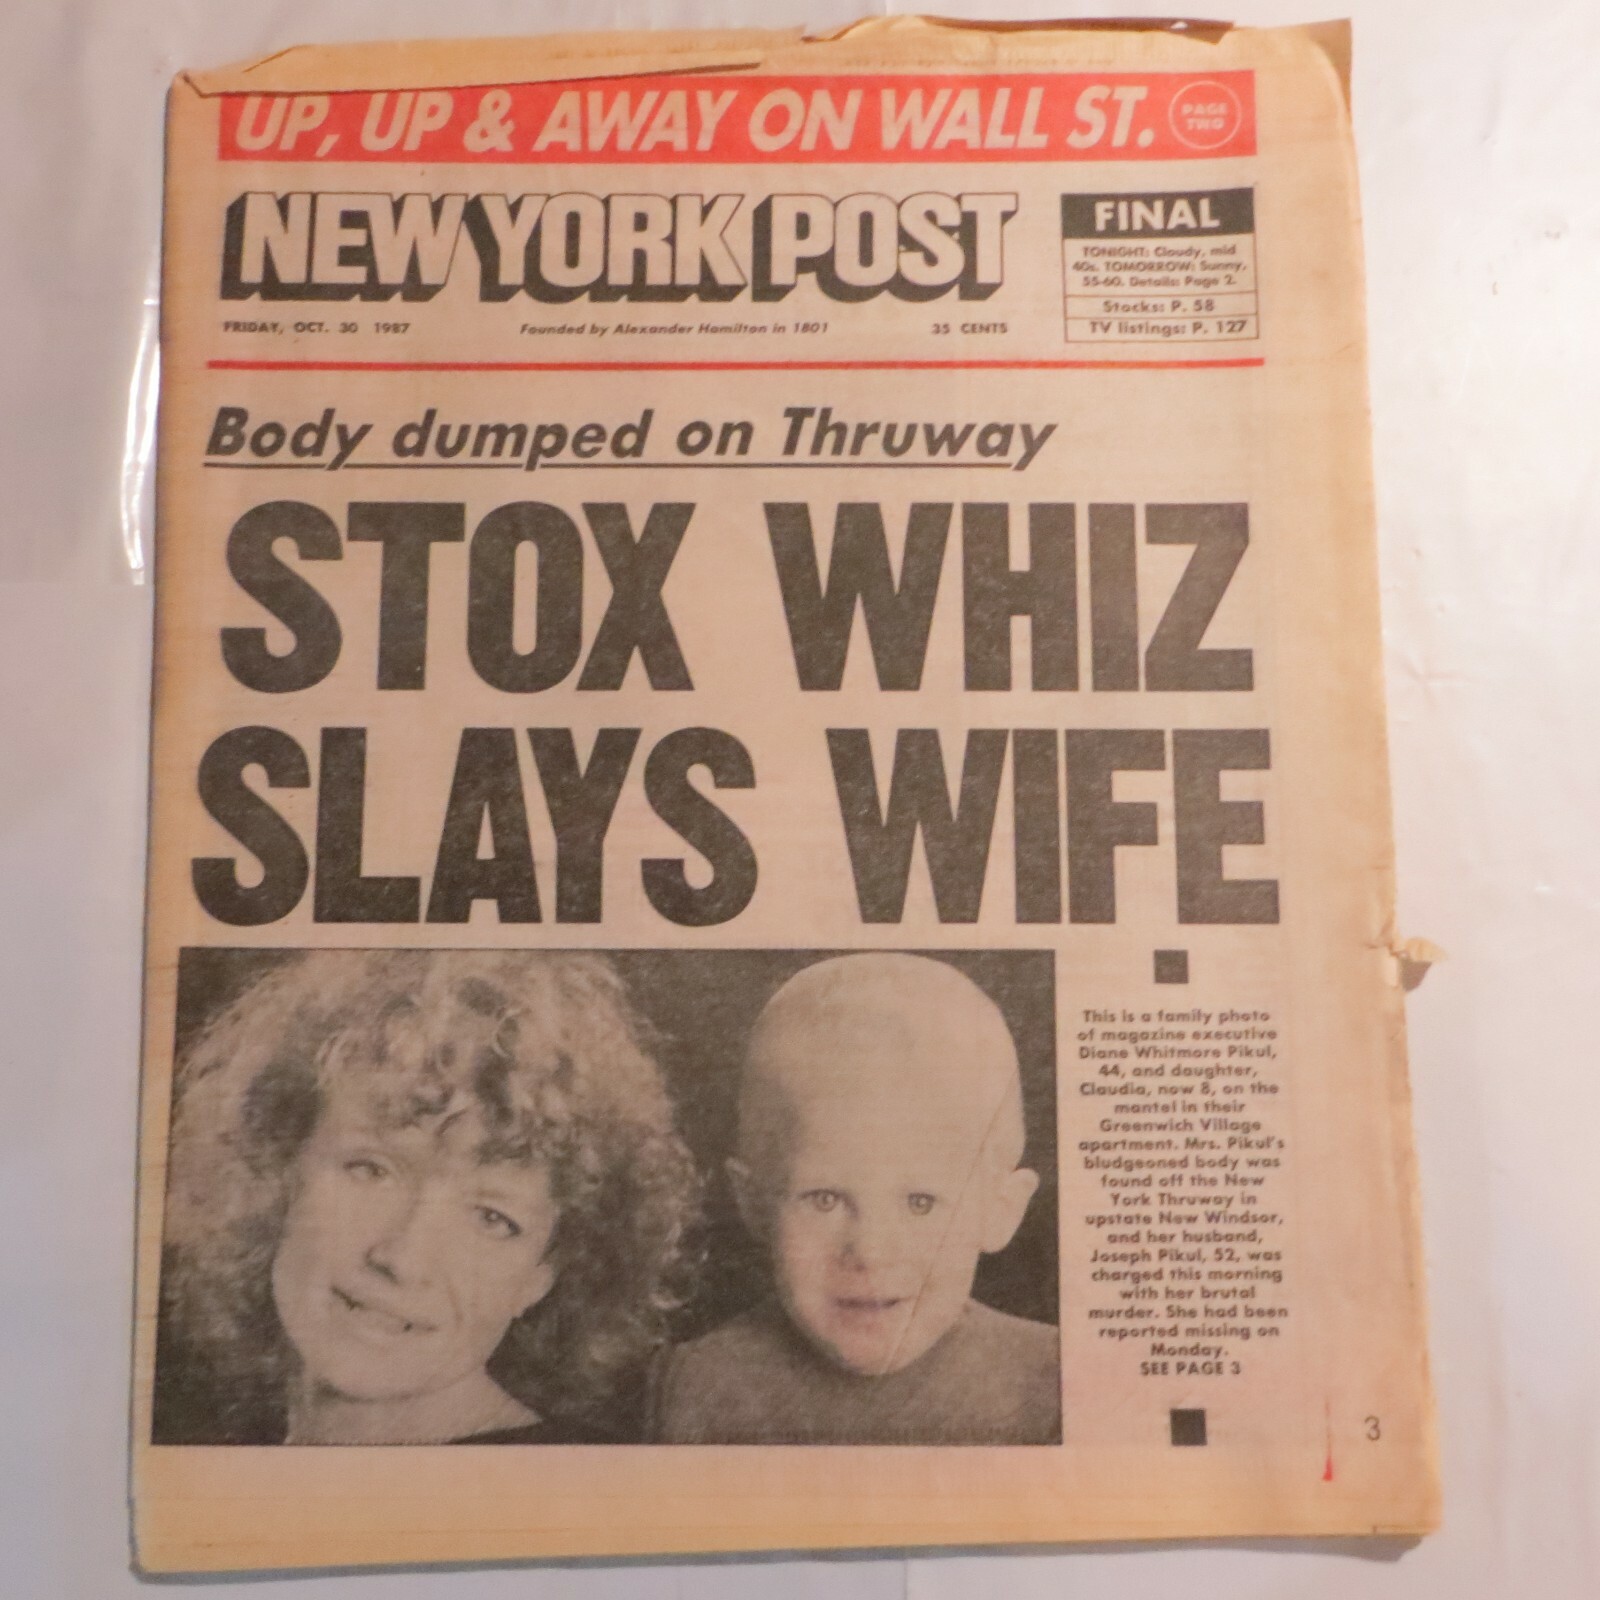 UP, UP & AWAY ON WALL ST.
PAGE
TWO
NEW YORK POST
FINAL
TONIGHT: Cloudy, mid
40s. TOMORROW: Sunny,
55-60. Details: Page 2.
Stocks: P. 58
TV listings: P. 127
FRIDAY, OCT. 30 1987
Founded by Alexander Hamilton in 1801
35 CENTS
Body dumped on Thruway
STOX WHIZ
SLAYS WIFE
This is a family photo
of magazine executive
Diane Whitmore Pikul,
44, and daughter,
Claudia, now 8, on the
mantel in their
Greenwich Village
apartment. Mrs. Pikul's
bludgeoned body was
found off the New
York Thruway in
upstate New Windsor,
and her husband,
Joseph Pikul, 52, was
charged this morning
with her brutal
murder. She had been
reported missing on
Monday.
SEE PAGE 3
3